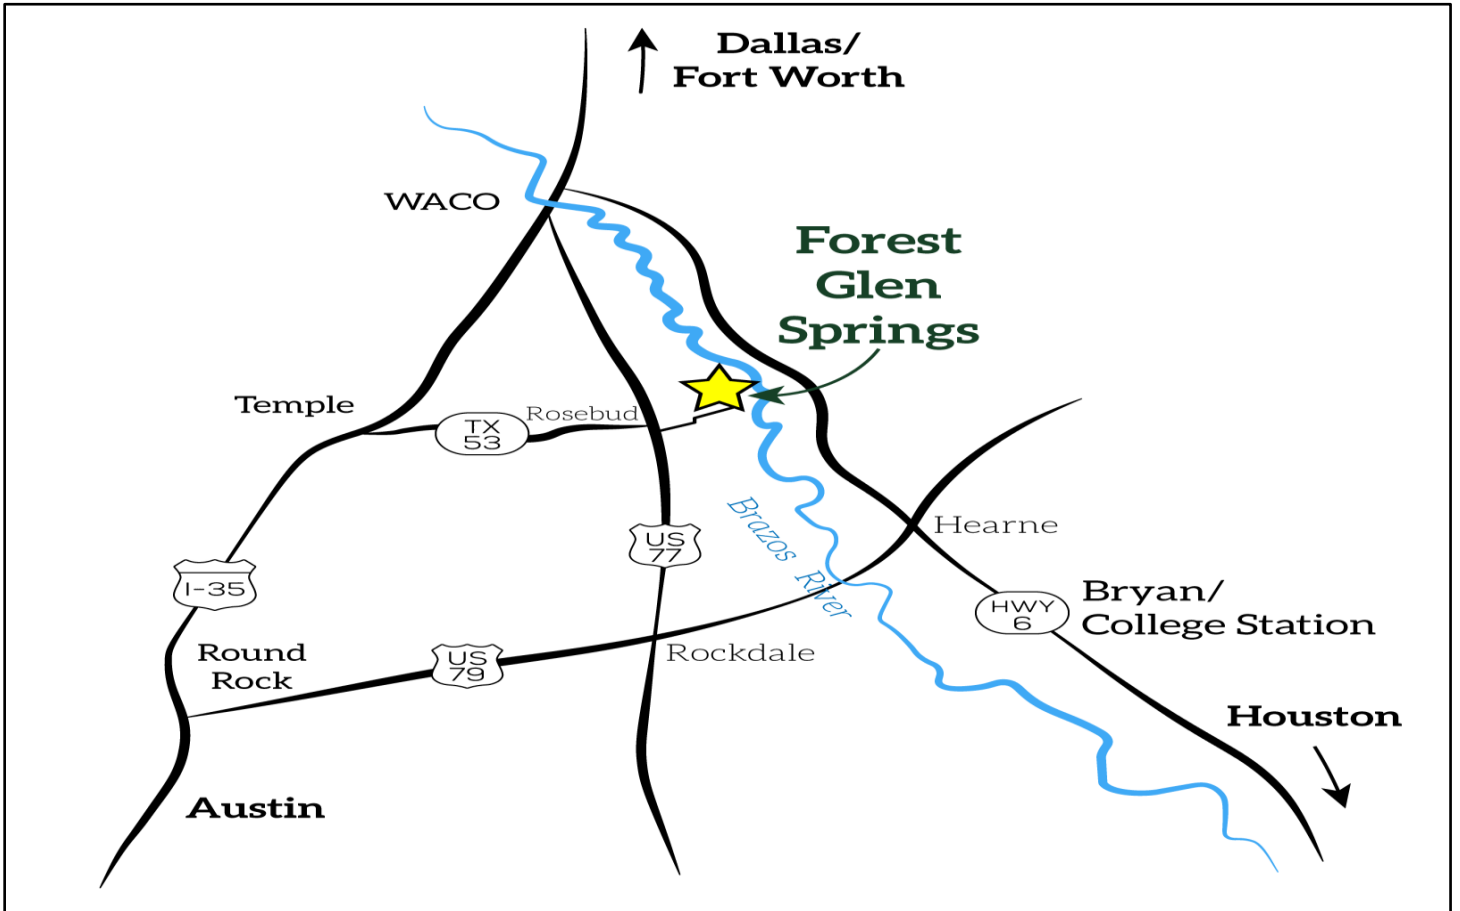 Dallas/
Fort Worth
WACO
Forest
Glen
Springs
Temple
TX
53
Rosebud
Brazos River
Hearne
US
77
I-35
HWY
6
Bryan/
College Station
Round
Rock
US
79
Rockdale
Houston
Austin